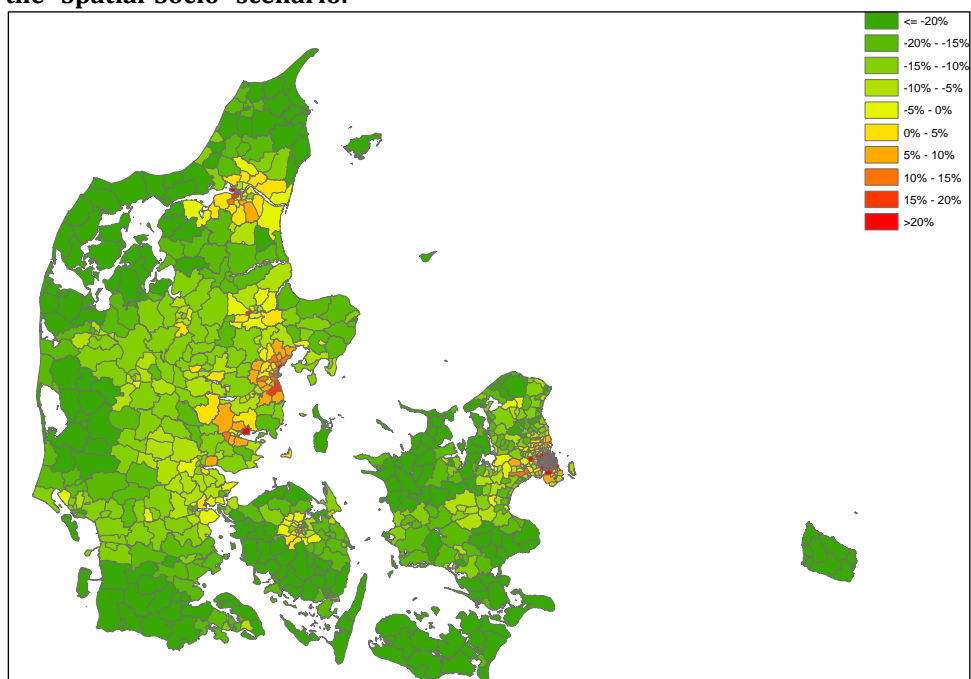 the "Spatial-Socio" scenario.
<= -20%
-20% - -15%
-15% - -10%
-10% - -5%
-5% - 0%
0% - 5%
5% - 10%
10% - 15%
15% - 20%
>20%